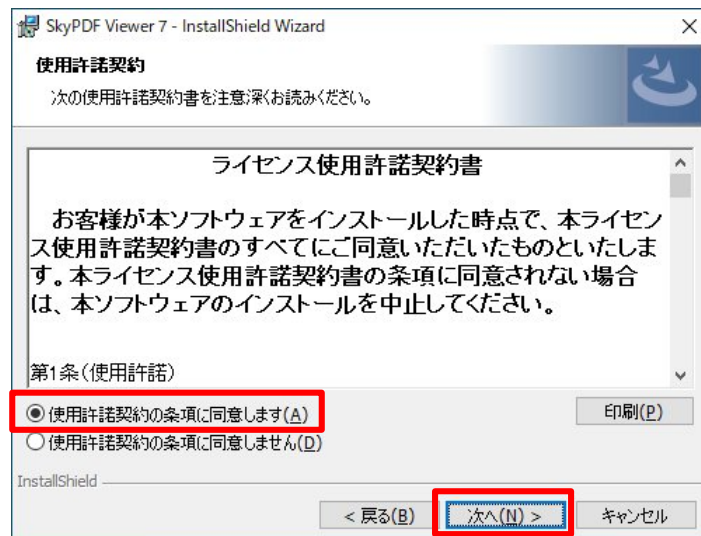 SkyPDF Viewer 7 - InstallShield Wizard
使用許諾契約
次の使用許諾契約書を注意深くお読みください。
ライセンス使用許諾契約書
お客様が本ソフトウェアをインストールした時点で、本ライセン
ス使用許諾契約書のすべてにご同意いただいたものといたしま
す。本ライセンス使用許諾契約書の条項に同意されない場合
は、本ソフトウェアのインストールを中止してください。
第1条(使用許諾)
使用許諾契約の条項に同意します(A)
印刷(P)
使用許諾契約の条項に同意しません(D)
InstallShield
< 戻る(B)
次へ(N) >
キャンセル